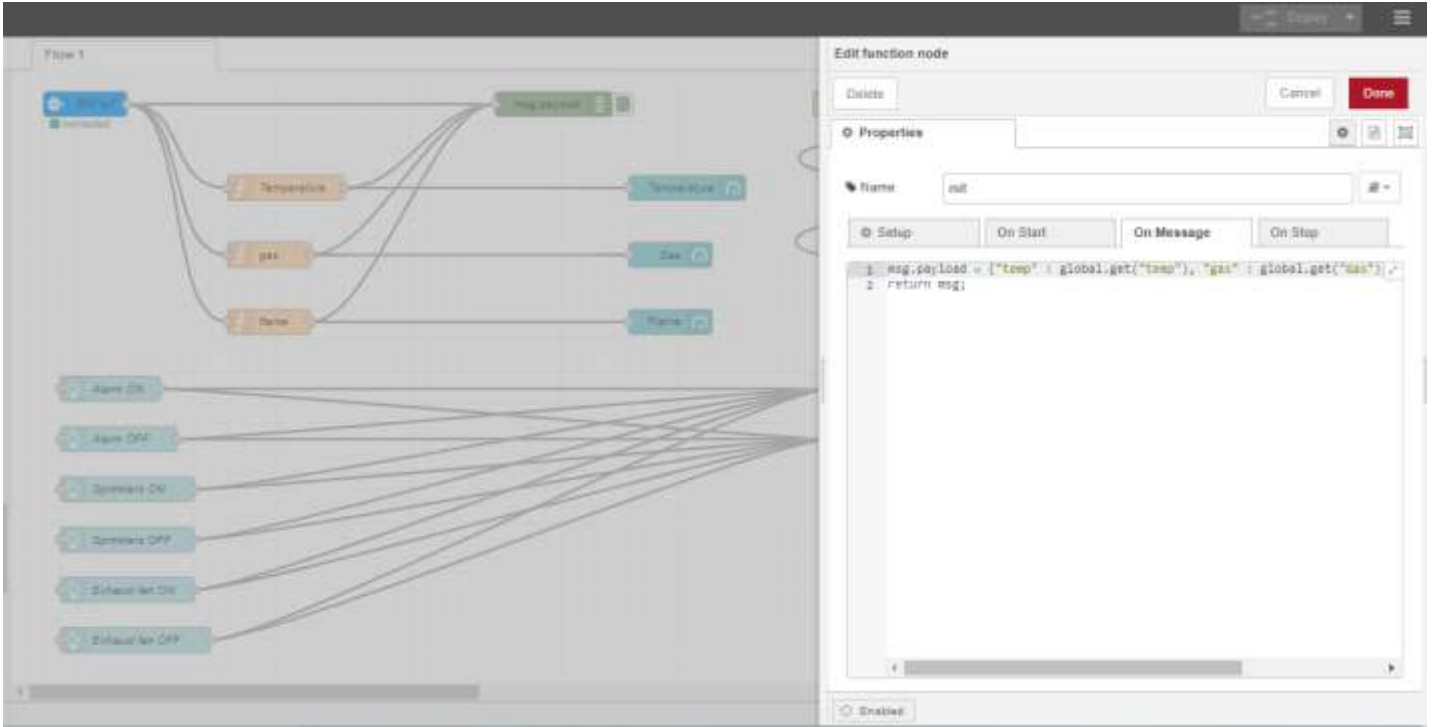 Deploy
Flow 1
Edit function node
Delete
Cancel
Done
Properties
connected
msg.payload
Temperature
Temperature
gas
Gas
flame
Flame
Alarm ON
Alarm OFF
Sprinklers ON
Sprinklers OFF
Exhaust fan ON
Exhaust fan OFF
Name
Setup
On Start
On Message
On Stop
1 msg.payload = {"temp" : global.get("temp"), "gas" : global.get("Gas")
2 return msg;
Enabled